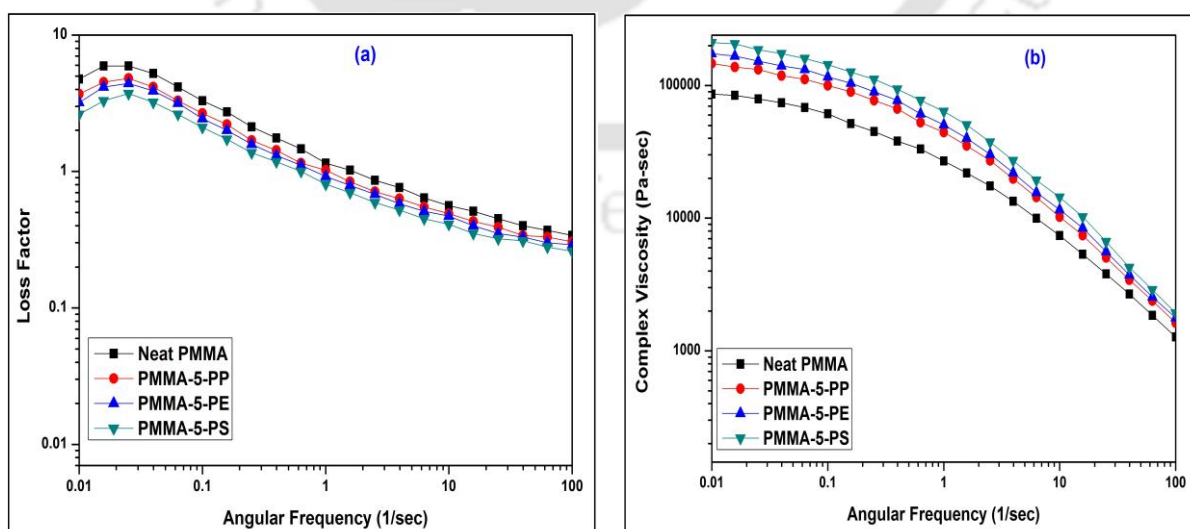 (a)
10
1
0.1
0.01
Loss Factor
Neat PMMA
PMMA-5-PP
PMMA-5-PE
PMMA-5-PS
0.01 0.1 1 10 100
Angular Frequency (1/sec)
(b)
100000
10000
1000
Complex Viscosity (Pa-sec)
Neat PMMA
PMMA-5-PP
PMMA-5-PE
PMMA-5-PS
0.01 0.1 1 10 100
Angular Frequency (1/sec)